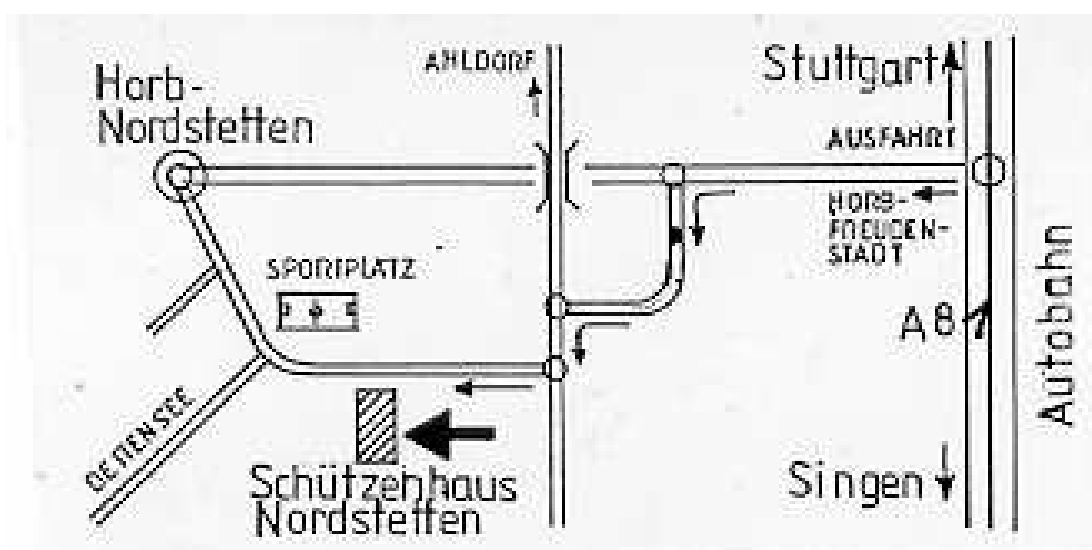 AHLDORF
Stuttgart
Horb-
Nordstetten
AUSFAHRT
HORB-
FREUDEN-
STADT
SPORTPLATZ
A8
Autobahn
Singen
Schützenhaus
Nordstetten